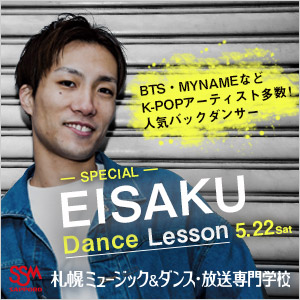 BTS・MYNAMEなど
K-POPアーティスト多数!
人気バックダンサー
— SPECIAL —
EISAKU
Dance Lesson 5.22sat
SSM
札幌ミュージック&ダンス・放送専門学校